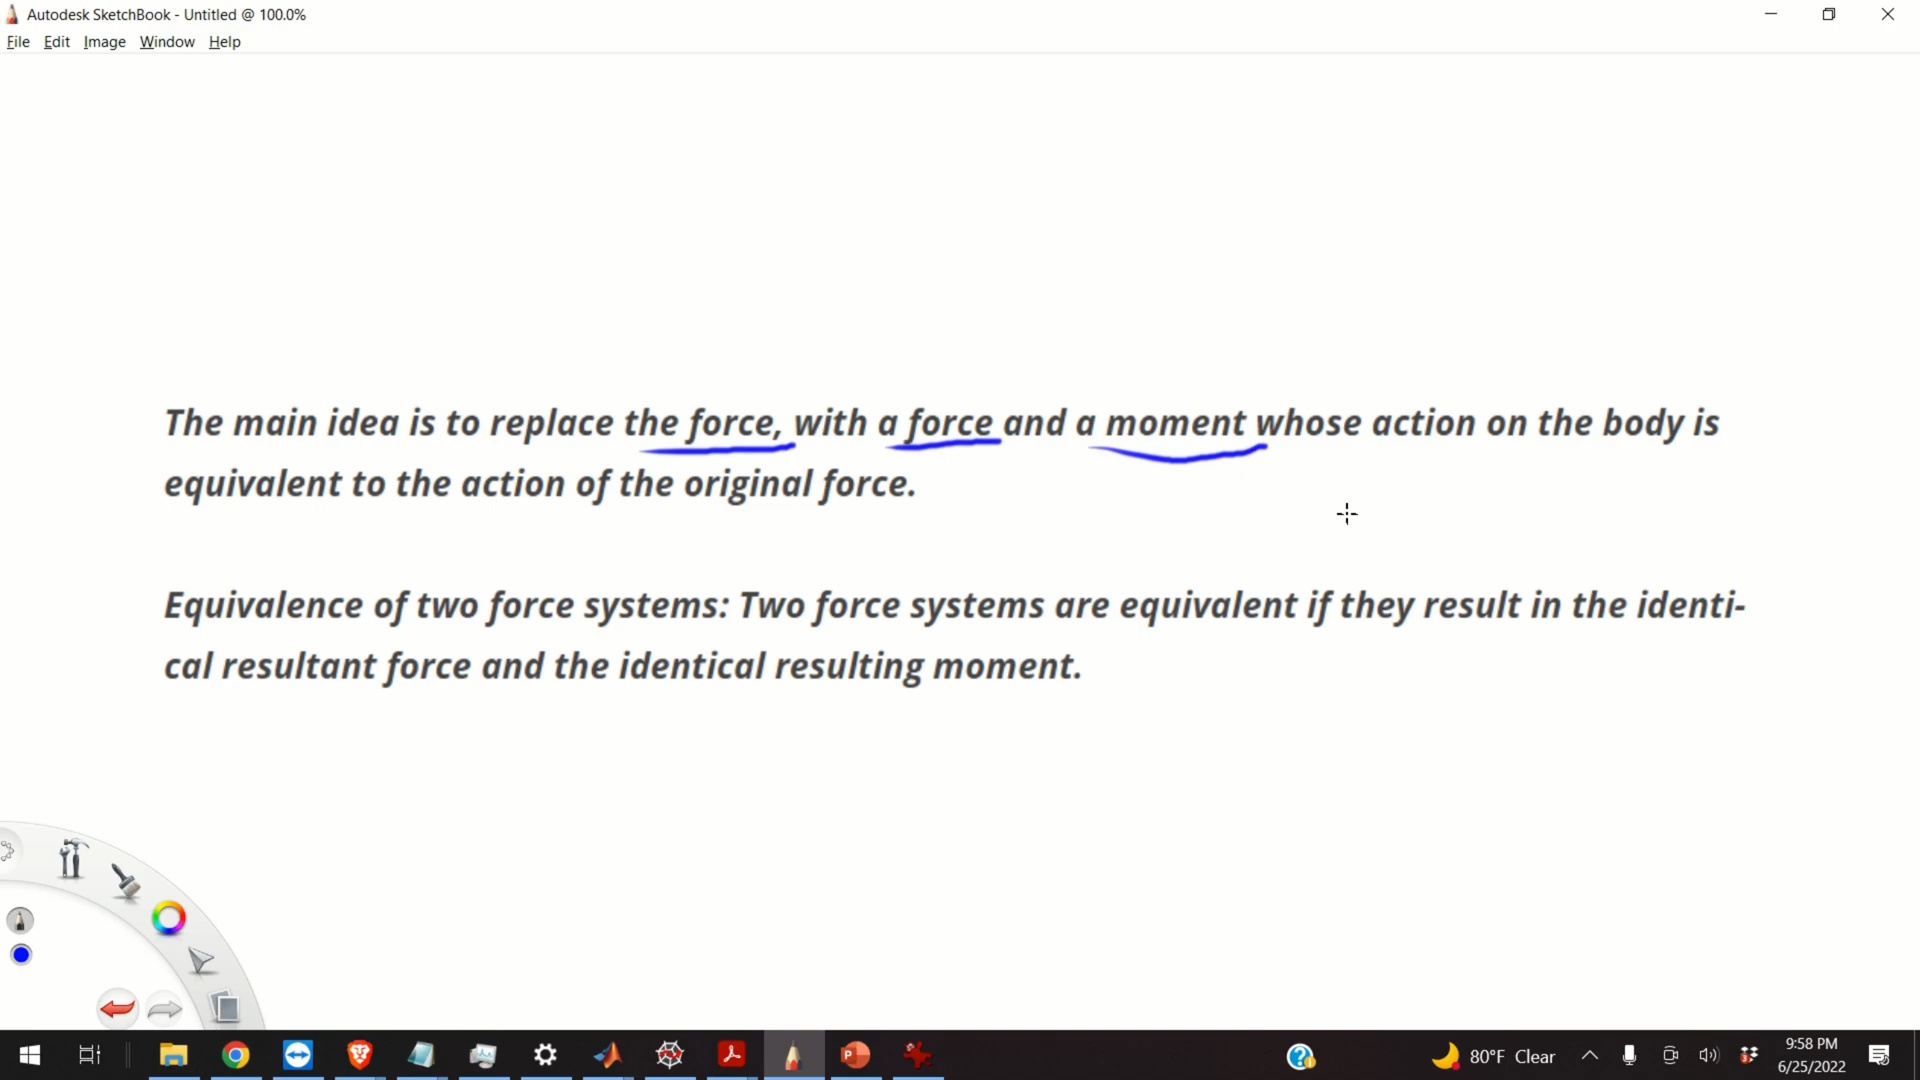 Autodesk SketchBook - Untitled @ 100.0%
File Edit Image Window Help
The main idea is to replace the force, with a force and a moment whose action on the body is
equivalent to the action of the original force.
Equivalence of two force systems: Two force systems are equivalent if they result in the identi-
cal resultant force and the identical resulting moment.
80°F Clear
9:58 PM
6/25/2022